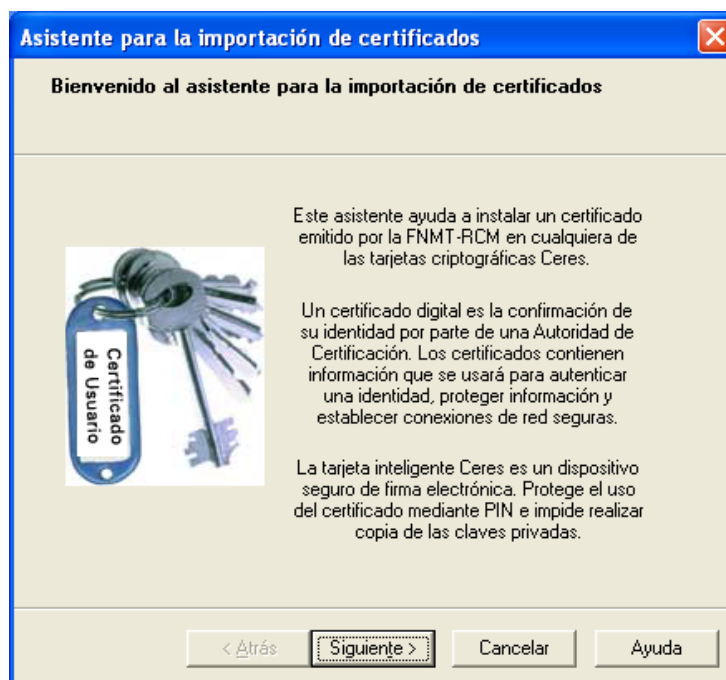 Asistente para la importación de certificados
Bienvenido al asistente para la importación de certificados
Este asistente ayuda a instalar un certificado
emitido por la FNMT-RCM en cualquiera de
las tarjetas criptográficas Ceres.
Certificado
de Usuario
Un certificado digital es la confirmación de
su identidad por parte de una Autoridad de
Certificación. Los certificados contienen
información que se usará para autenticar
una identidad, proteger información y
establecer conexiones de red seguras.
La tarjeta inteligente Ceres es un dispositivo
seguro de firma electrónica. Protege el uso
del certificado mediante PIN e impide realizar
copia de las claves privadas.
< Atrás
Siguiente >
Cancelar
Ayuda